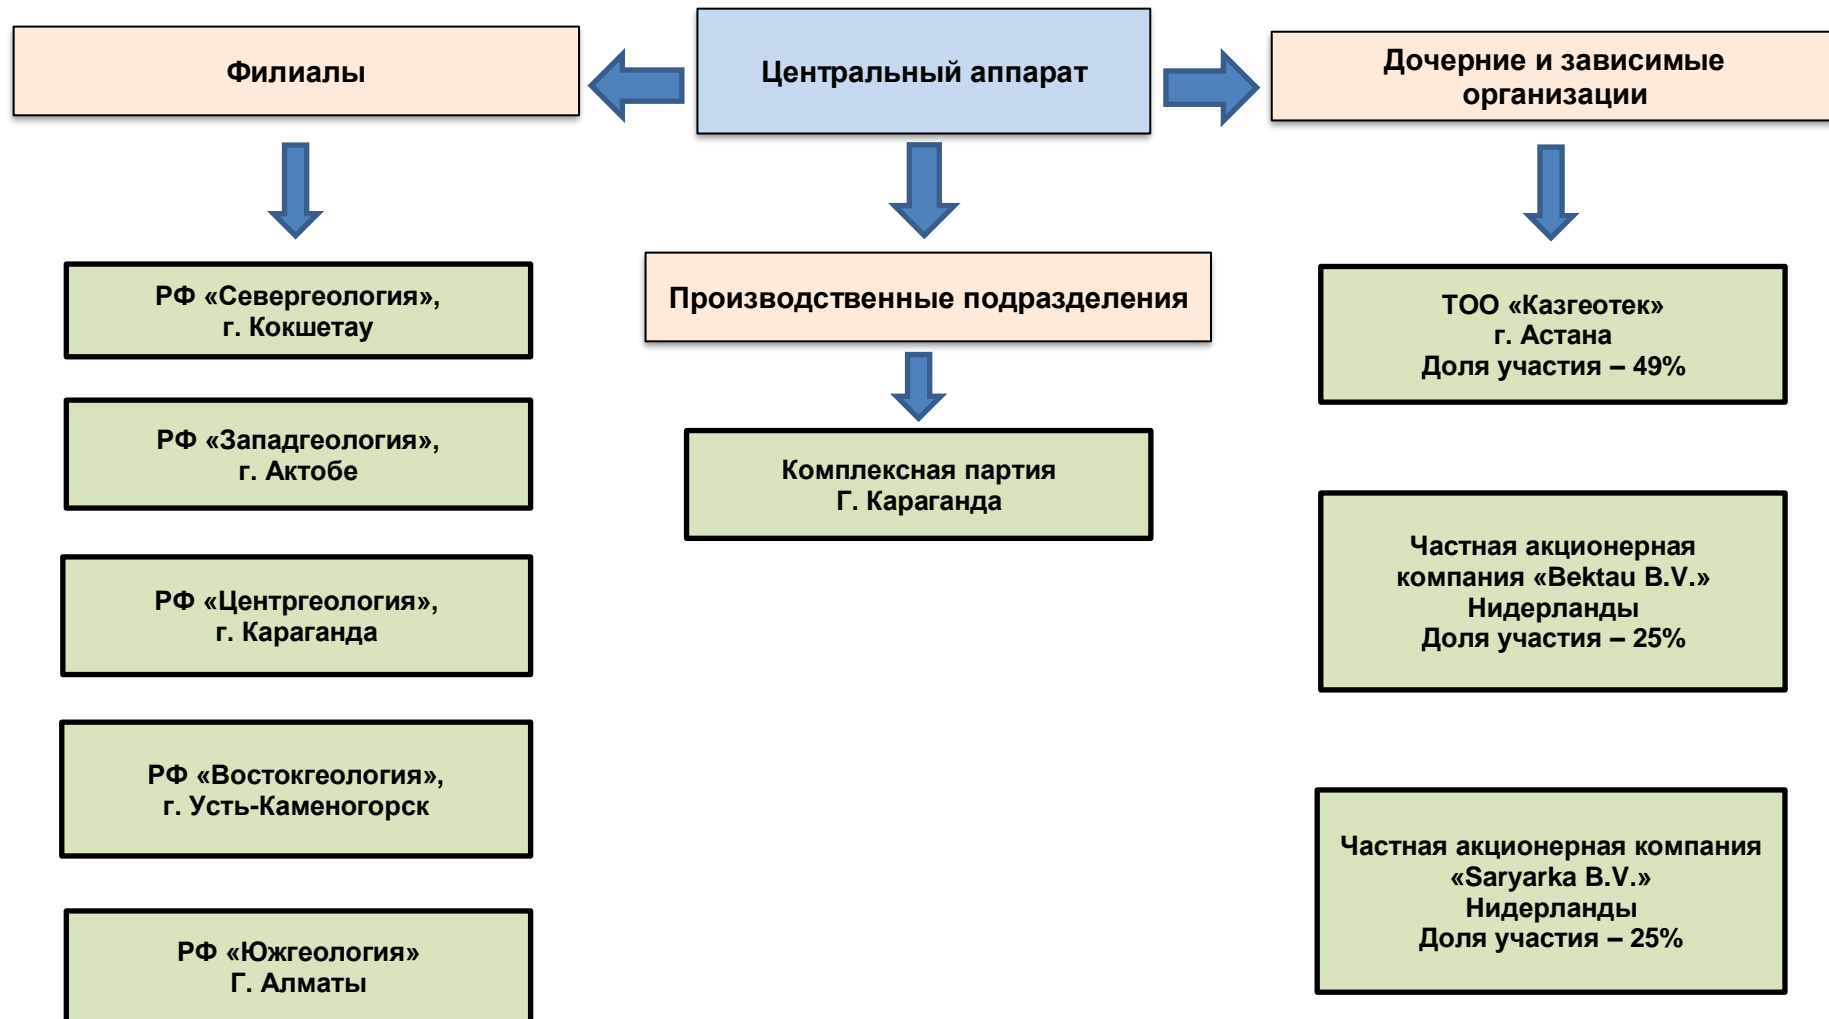 Филиалы
Центральный аппарат
Дочерние и зависимые
организации
РФ «Севергеология»,
г. Кокшетау
РФ «Западгеология»,
г. Актобе
РФ «Центргеология»,
г. Караганда
РФ «Востокгеология»,
г. Усть-Каменогорск
РФ «Южгеология»
Г. Алматы
Производственные подразделения
Комплексная партия
Г. Караганда
ТОО «Казгеотек»
г. Астана
Доля участия – 49%
Частная акционерная
компания «Bektau B.V.»
Нидерланды
Доля участия – 25%
Частная акционерная компания
«Saryarka B.V.»
Нидерланды
Доля участия – 25%